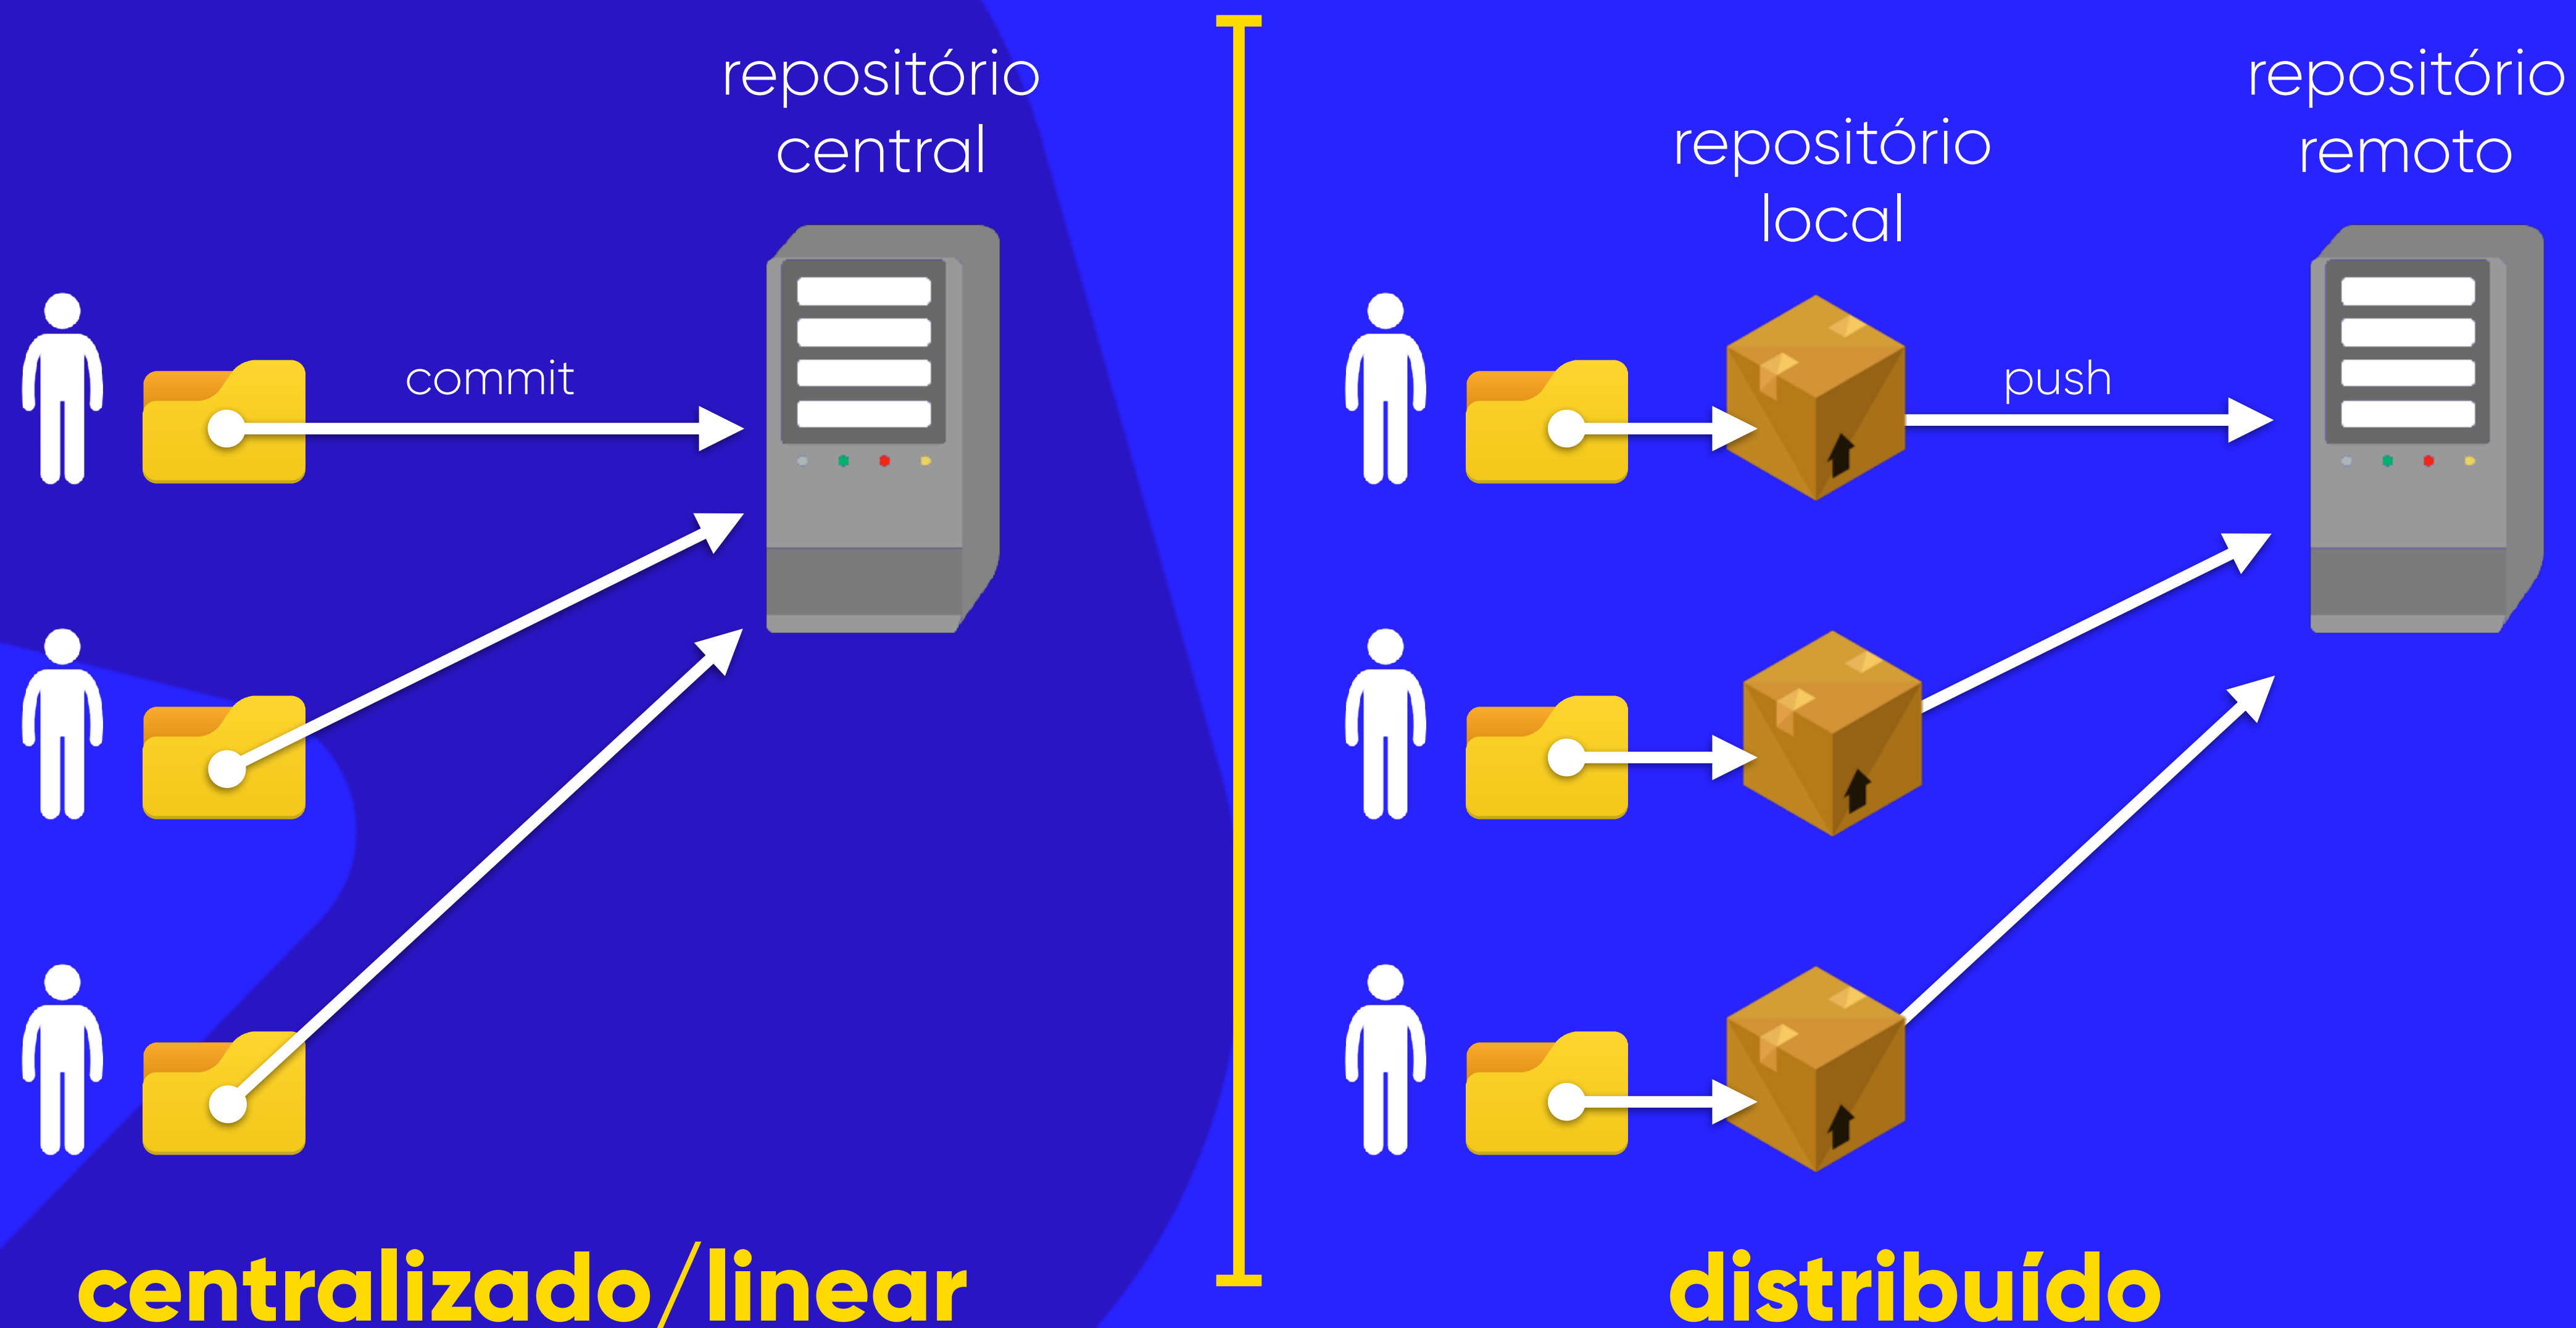 repositório
central
commit
centralizado/linear
repositório
local
repositório
remoto
push
distribuído